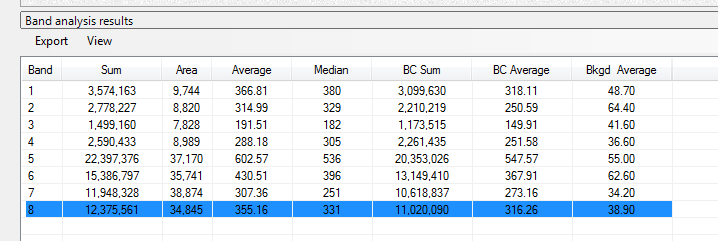 Band analysis results
Export View
Band Sum Area Average Median BC Sum BC Average Bkgd Average
1 3,574,163 9,744 366.81 380 3,099,630 318.11 48.70
2 2,778,227 8,820 314.99 329 2,210,219 250.59 64.40
3 1,499,160 7,828 191.51 182 1,173,515 149.91 41.60
4 2,590,433 8,989 288.18 305 2,261,435 251.58 36.60
5 22,397,376 37,170 602.57 536 20,353,026 547.57 55.00
6 15,386,797 35,741 430.51 396 13,149,410 367.91 62.60
7 11,948,328 38,874 307.36 251 10,618,837 273.16 34.20
8 12,375,561 34,845 355.16 331 11,020,090 316.26 38.90